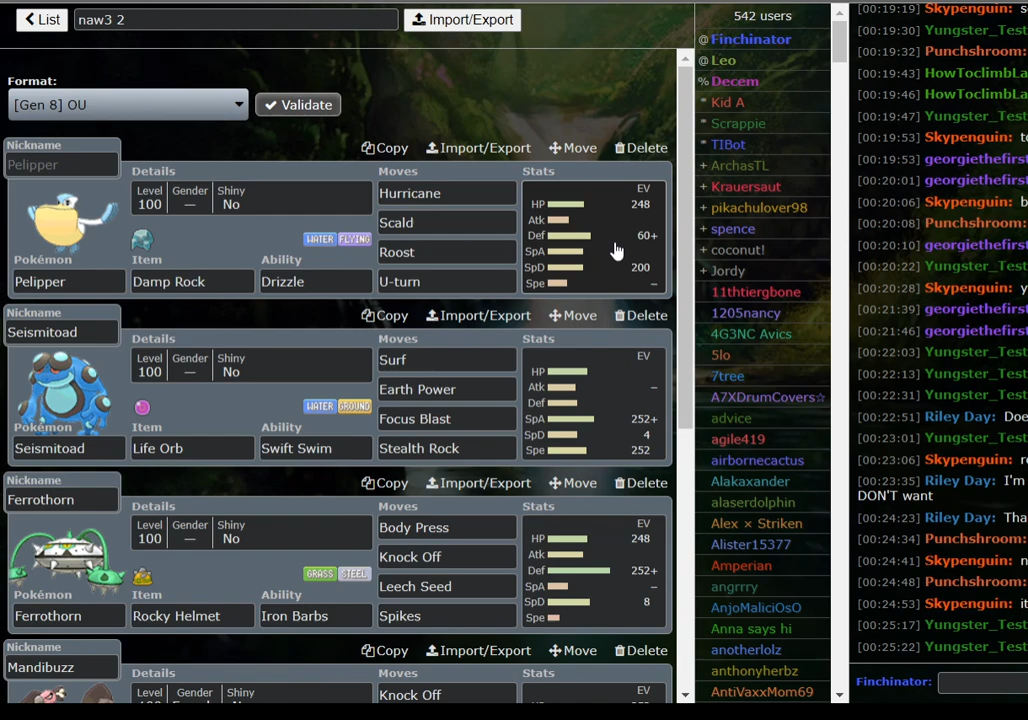 List
naw3 2
Import/Export
Format:
[Gen 8] OU
Validate
Nickname
Pelipper
Copy Import/Export Move Delete
Details
Level Gender Shiny
100 — No
WATER FLYING
Moves
Hurricane
Scald
Roost
U-turn
Stats
EV
HP 248
Atk
Def 60+
SpA
SpD 200
Spe –
Pokémon Item Ability
Pelipper Damp Rock Drizzle
Nickname
Seismitoad
Copy Import/Export Move Delete
Details
Level Gender Shiny
100 — No
WATER GROUND
Moves
Surf
Earth Power
Focus Blast
Stealth Rock
Stats
EV
HP
Atk –
Def
SpA 252+
SpD 4
Spe 252
Pokémon Item Ability
Seismitoad Life Orb Swift Swim
Nickname
Ferrothorn
Copy Import/Export Move Delete
Details
Level Gender Shiny
100 — No
GRASS STEEL
Moves
Body Press
Knock Off
Leech Seed
Spikes
Stats
EV
HP 248
Atk
Def 252+
SpA –
SpD 8
Spe
Pokémon Item Ability
Ferrothorn Rocky Helmet Iron Barbs
Nickname
Mandibuzz
Copy Import/Export Move Delete
Details
Level Gender Shiny
Moves
Knock Off
Stats
EV
HP
542 users
@ Finchinator
@ Leo
% Decem
* Kid A
* Scrappie
* TIBot
+ ArchasTL
+ Krauersaut
+ pikachulover98
+ spence
+ coconut!
+ Jordy
11thtiergbone
1205nancy
4G3NC Avics
5lo
7tree
A7XDrumCovers☆
advice
agile419
airbornecactus
Alakaxander
alaserdolphin
Alex × Striken
Alister15377
Amperian
angrrry
AnjoMaliciOsO
Anna says hi
anotherlolz
anthonyherbz
AntiVaxxMom69
[00:19:19] Skypenguin:
[00:19:30] Yungster_Test
[00:19:32] Punchshroom:
[00:19:43] HowToclimbLa
[00:19:46] HowToclimbLa
[00:19:47] Yungster_Test
[00:19:53] Skypenguin:
[00:19:53] georgiethefirst
[00:20:01] georgiethefirst
[00:20:06] Skypenguin:
[00:20:08] Punchshroom:
[00:20:10] georgiethefirst
[00:20:22] Yungster_Test
[00:20:28] Skypenguin:
[00:21:39] georgiethefirst
[00:21:46] georgiethefirst
[00:22:03] Yungster_Test
[00:22:13] Yungster_Test
[00:22:31] Yungster_Test
[00:22:51] Riley Day: Doe
[00:23:01] Yungster_Test
[00:23:06] Skypenguin:
[00:23:35] Riley Day: I'm
DON'T want
[00:24:23] Riley Day: Tha
[00:24:34] Punchshroom:
[00:24:41] Skypenguin:
[00:24:48] Punchshroom:
[00:24:53] Skypenguin: it
[00:25:17] Yungster_Test
[00:25:22] Yungster_Test
Finchinator: